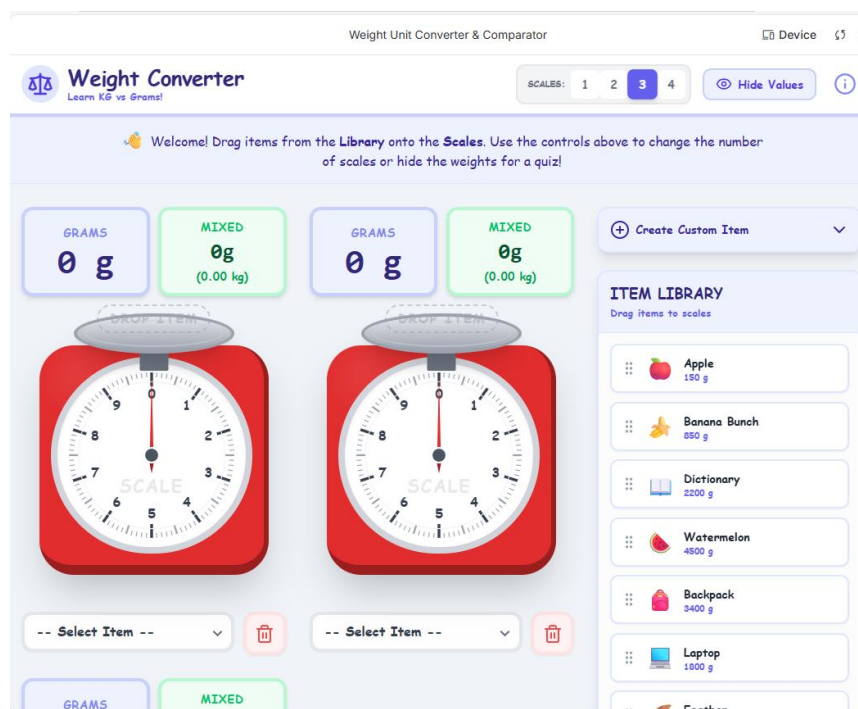 Weight Unit Converter & Comparator
Device
Weight Converter
Learn KG vs Grams!
SCALES: 1 2 3 4
Hide Values
Welcome! Drag items from the Library onto the Scales. Use the controls above to change the number
of scales or hide the weights for a quiz!
GRAMS
0 g
MIXED
0g
(0.00 kg)
GRAMS
0 g
MIXED
0g
(0.00 kg)
DROP ITEM
0
1
2
3
4
5
6
7
8
9
SCALE
DROP ITEM
0
1
2
3
4
5
6
7
8
9
SCALE
-- Select Item --
-- Select Item --
GRAMS
MIXED
Create Custom Item
ITEM LIBRARY
Drag items to scales
Apple
150 g
Banana Bunch
850 g
Dictionary
2200 g
Watermelon
4500 g
Backpack
3400 g
Laptop
1800 g
Feather